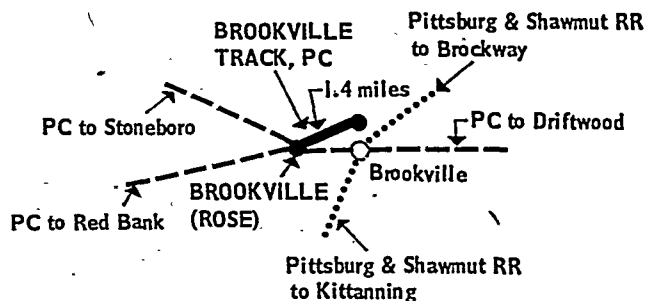 BROOKVILLE
TRACK, PC
Pittsburg & Shawmut RR
to Brockway
1.4 miles
PC to Stoneboro
PC to Driftwood
BROOKVILLE
(ROSE)
Brookville
PC to Red Bank
Pittsburg & Shawmut RR
to Kittanning